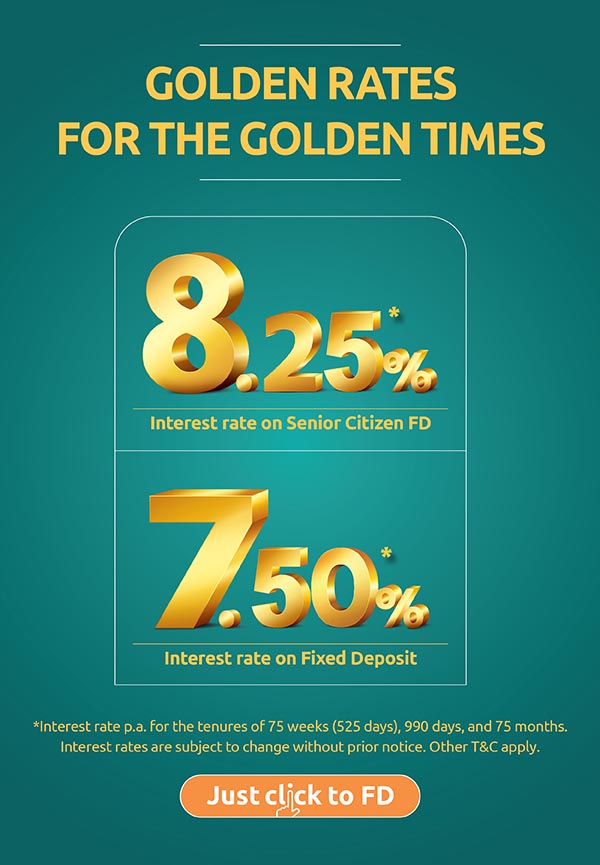 GOLDEN RATES
FOR THE GOLDEN TIMES
8.25%*
Interest rate on Senior Citizen FD
7.50%*
Interest rate on Fixed Deposit
*Interest rate p.a. for the tenures of 75 weeks (525 days), 990 days, and 75 months.
Interest rates are subject to change without prior notice. Other T&C apply.
Just click to FD